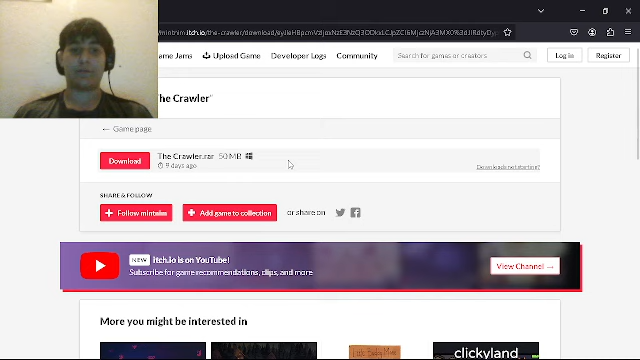 Game Jams
Upload Game
Developer Logs
Community
Search for games or creators
Log in
Register
The Crawler"
← Game page
Download
The Crawler.rar 50 MB
9 days ago
Downloads not starting?
SHARE & FOLLOW
Follow mintnim
Add game to collection
or share on
NEW itch.io is on YouTube!
Subscribe for game recommendations, clips, and more
View Channel →
More you might be interested in
clickyland